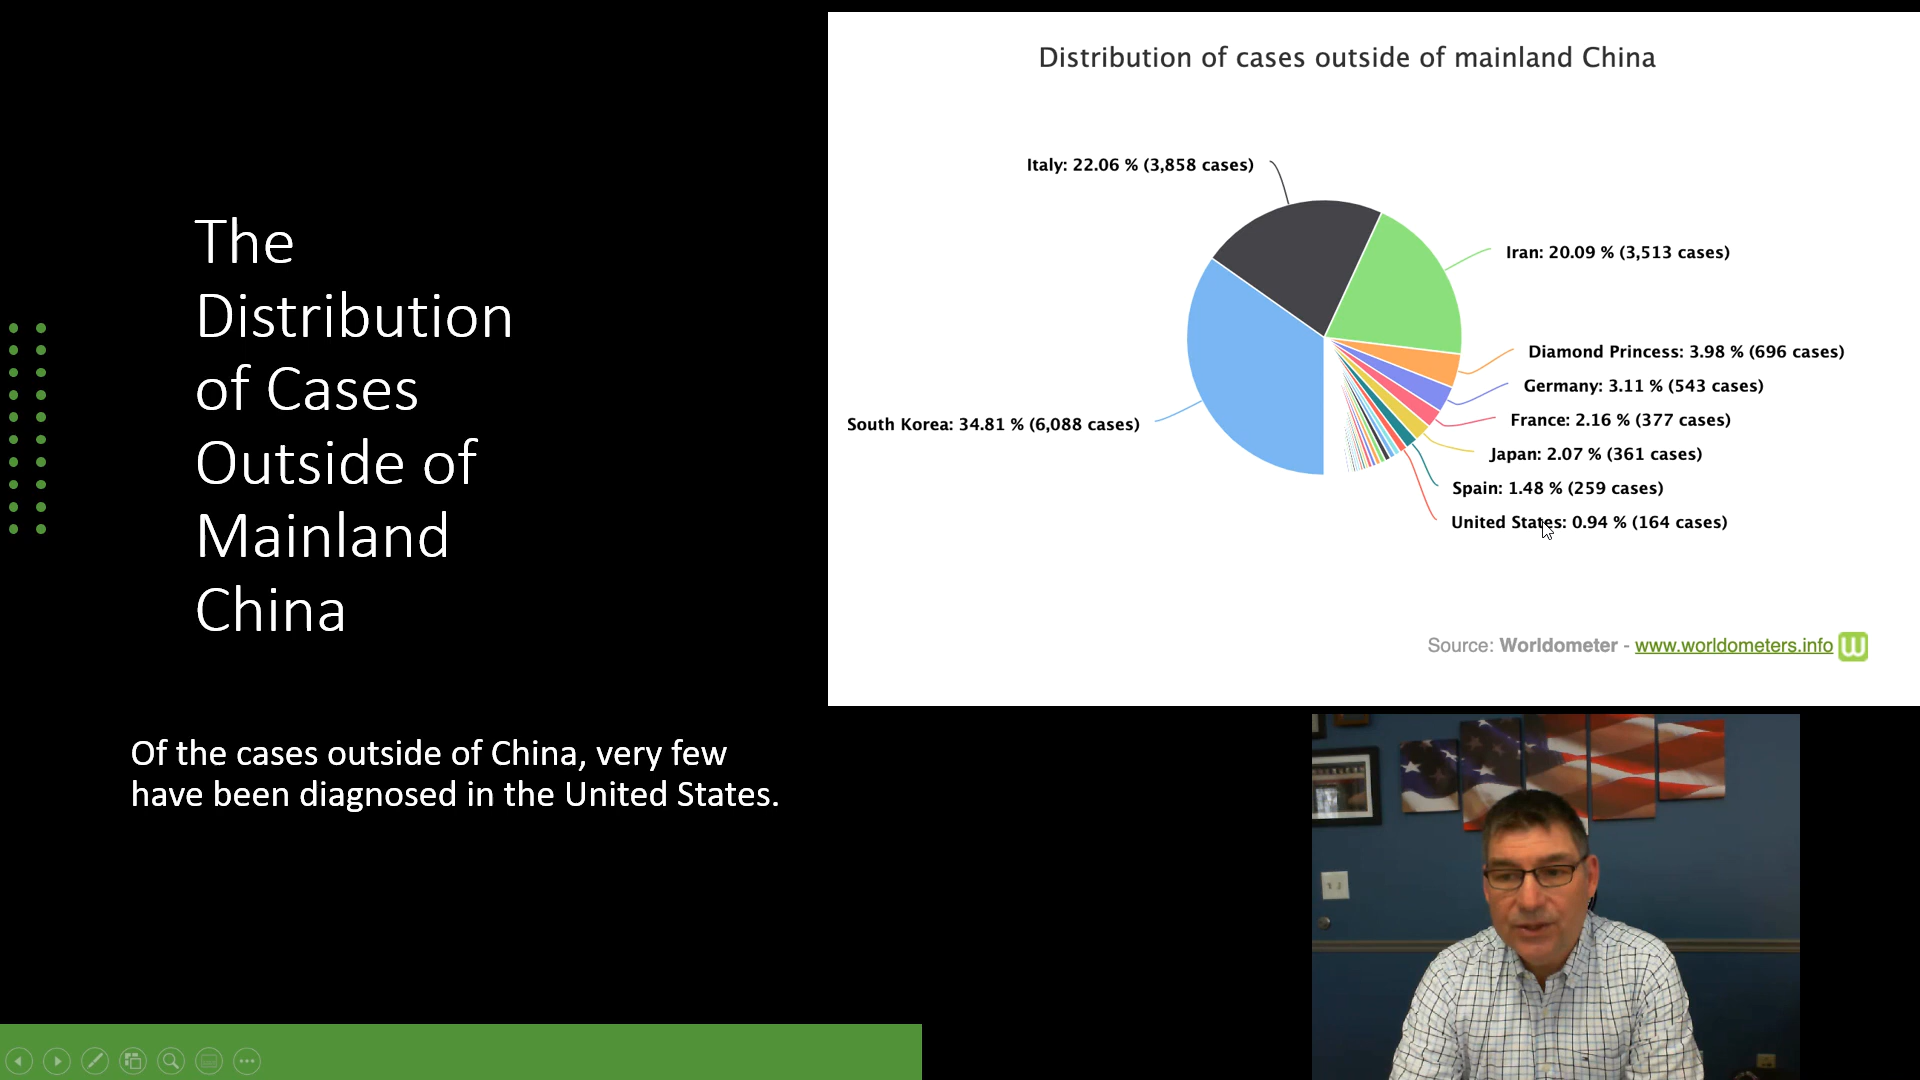 The
Distribution
of Cases
Outside of
Mainland
China
Of the cases outside of China, very few
have been diagnosed in the United States.
Distribution of cases outside of mainland China
Italy: 22.06 % (3,858 cases)
Iran: 20.09 % (3,513 cases)
Diamond Princess: 3.98 % (696 cases)
Germany: 3.11 % (543 cases)
France: 2.16 % (377 cases)
South Korea: 34.81 % (6,088 cases)
Japan: 2.07 % (361 cases)
Spain: 1.48 % (259 cases)
United States: 0.94 % (164 cases)
Source: Worldometer - www.worldometers.info W